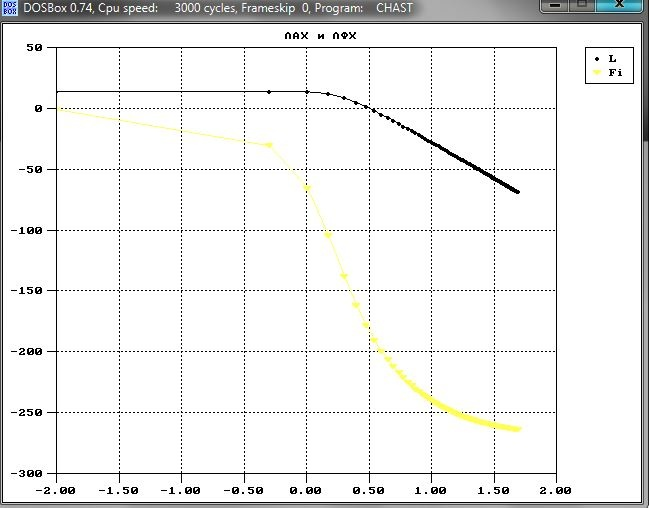 DOS
BOX
DOSBox 0.74, Cpu speed: 3000 cycles, Frameskip 0, Program: CHAST
ЛАХ и ЛФХ
50
0
-50
-100
-150
-200
-250
-300
-2.00 -1.50 -1.00 -0.50 0.00 0.50 1.00 1.50 2.00
L
Fi